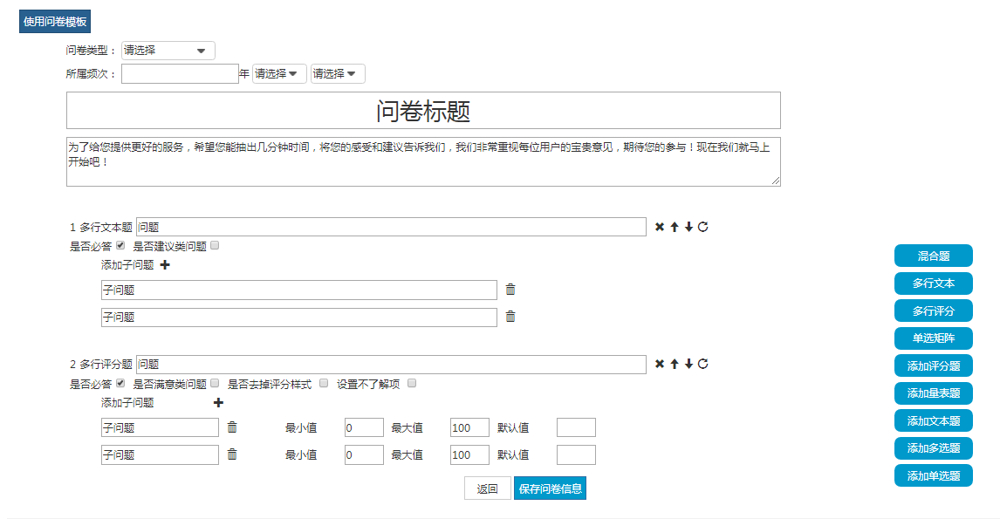 使用问卷模板
问卷类型： 请选择
所属频次： 年 请选择 请选择
问卷标题
为了给您提供更好的服务，希望您能抽出几分钟时间，将您的感受和建议告诉我们，我们非常重视每位用户的宝贵意见，期待您的参与！现在我们就马上
开始吧！
1 多行文本题 问题
是否必答 是否建议类问题
添加子问题
子问题
子问题
2 多行评分题 问题
是否必答 是否满意类问题 是否去掉评分样式 设置不了解项
添加子问题
子问题 最小值 0 最大值 100 默认值
子问题 最小值 0 最大值 100 默认值
返回 保存问卷信息
混合题
多行文本
多行评分
单选矩阵
添加评分题
添加量表题
添加文本题
添加多选题
添加单选题